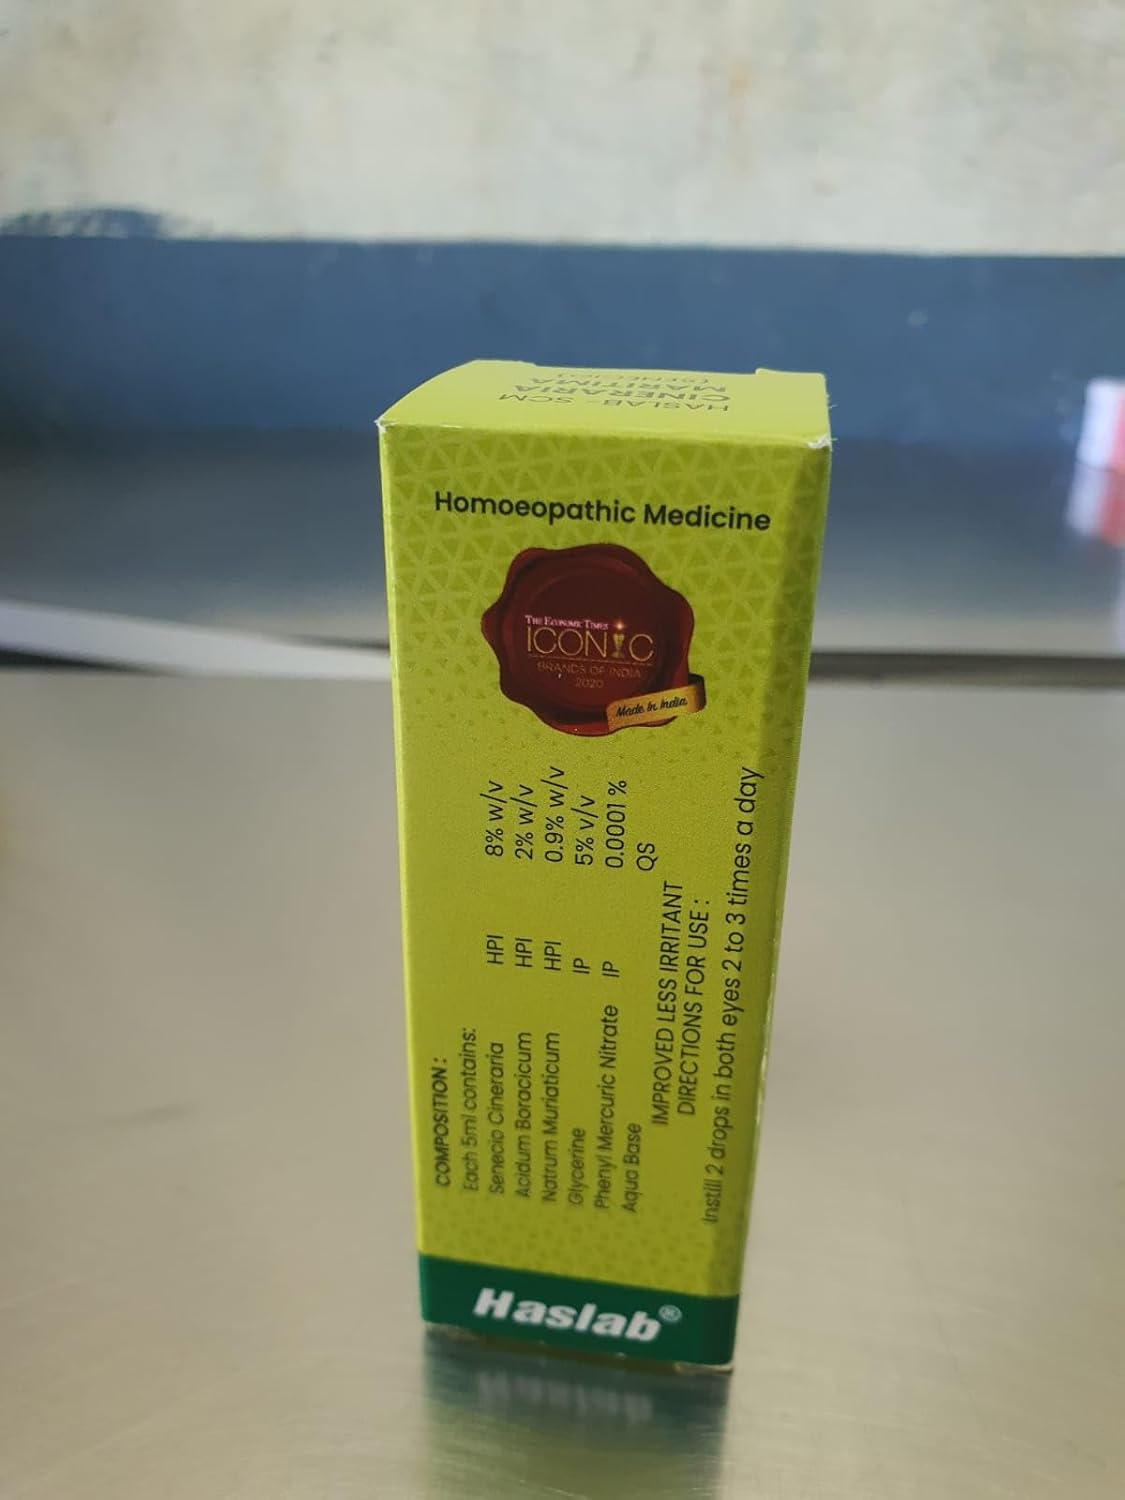 HASLAB - SCM
CINERARIA
MARITIMA
Homoeopathic Medicine
THE ECONOMIC TIMES
ICONIC
BRANDS OF INDIA
2020
Made In India
COMPOSITION :
Each 5ml contains:
Senecio Cineraria HPI 8% w/v
Acidum Boracicum HPI 2% w/v
Natrum Muriaticum HPI 0.9% w/v
Glycerine IP 5% v/v
Phenyl Mercuric Nitrate IP 0.0001 %
Aqua Base QS
IMPROVED LESS IRRITANT
DIRECTIONS FOR USE :
Instill 2 drops in both eyes 2 to 3 times a day
Haslab®